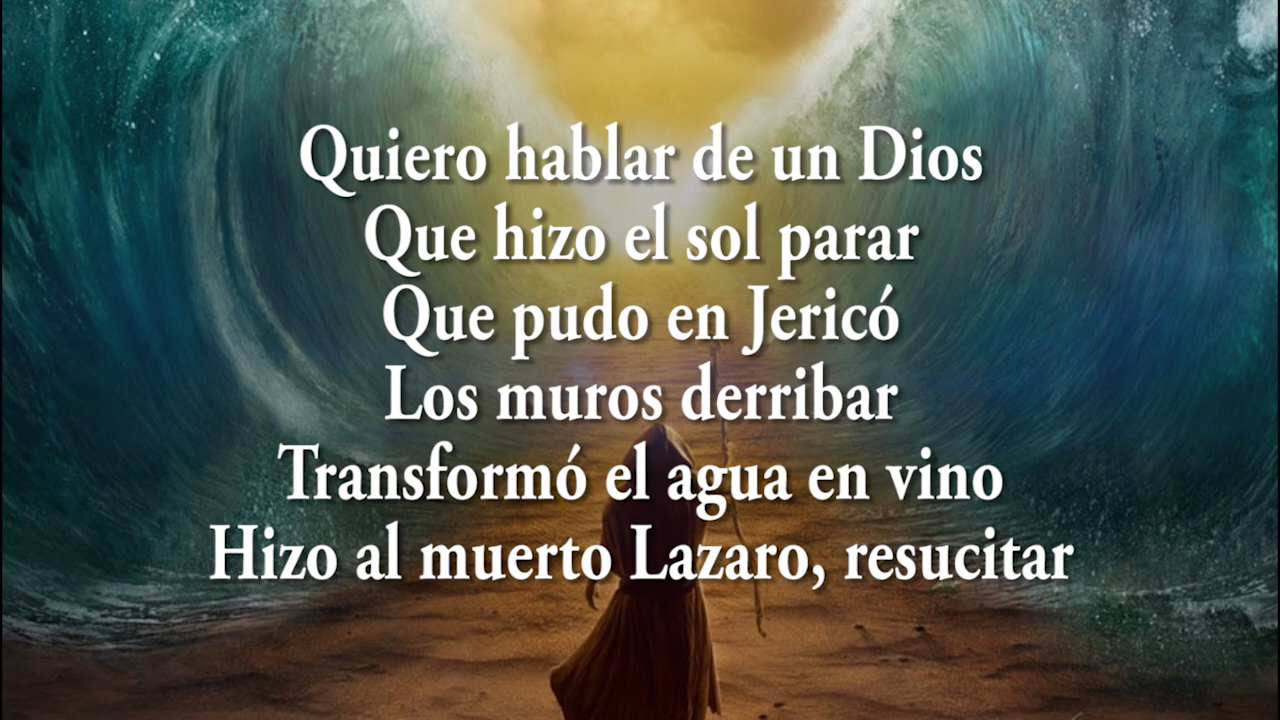 Quiero hablar de un Dios
Que hizo el sol parar
Que pudo en Jericó
Los muros derribar
Transformó el agua en vino
Hizo al muerto Lazaro, resucitar